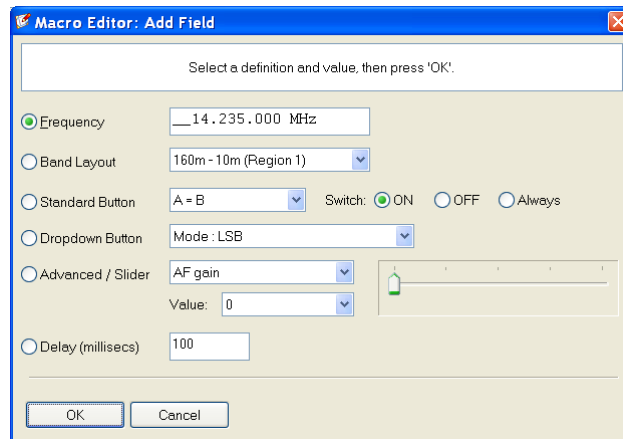 Macro Editor: Add Field
Select a definition and value, then press 'OK'.
Frequency
__14.235.000 MHz
Band Layout
160m - 10m (Region 1)
Standard Button
A = B
Switch:
ON
OFF
Always
Dropdown Button
Mode : LSB
Advanced / Slider
AF gain
Value:
0
Delay (millisecs)
100
OK
Cancel